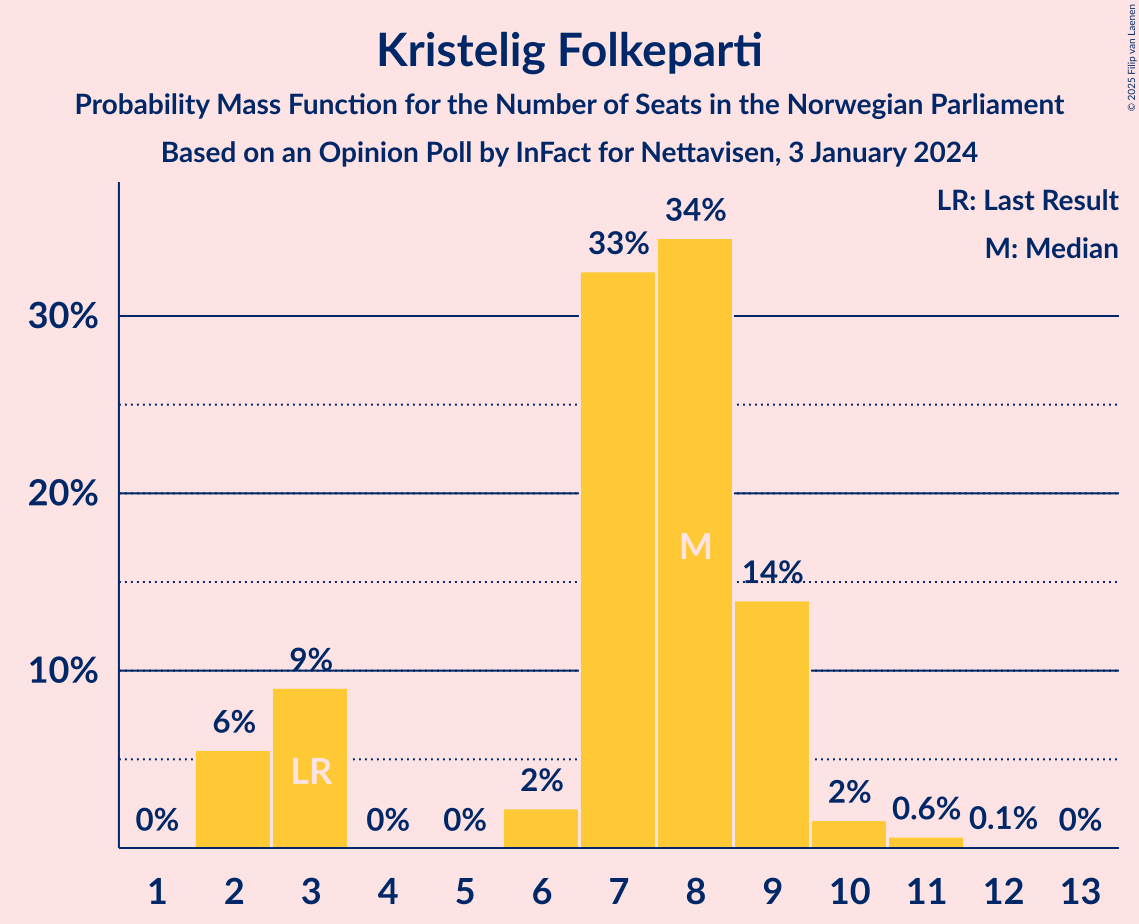 Kristelig Folkeparti
Probability Mass Function for the Number of Seats in the Norwegian Parliament
Based on an Opinion Poll by InFact for Nettavisen, 3 January 2024
© 2025 Filip van Laenen
LR: Last Result
M: Median
30%
20%
10%
0%
6%
9%
0%
0%
2%
33%
34%
14%
2%
0.6%
0.1%
0%
LR
M
1 2 3 4 5 6 7 8 9 10 11 12 13